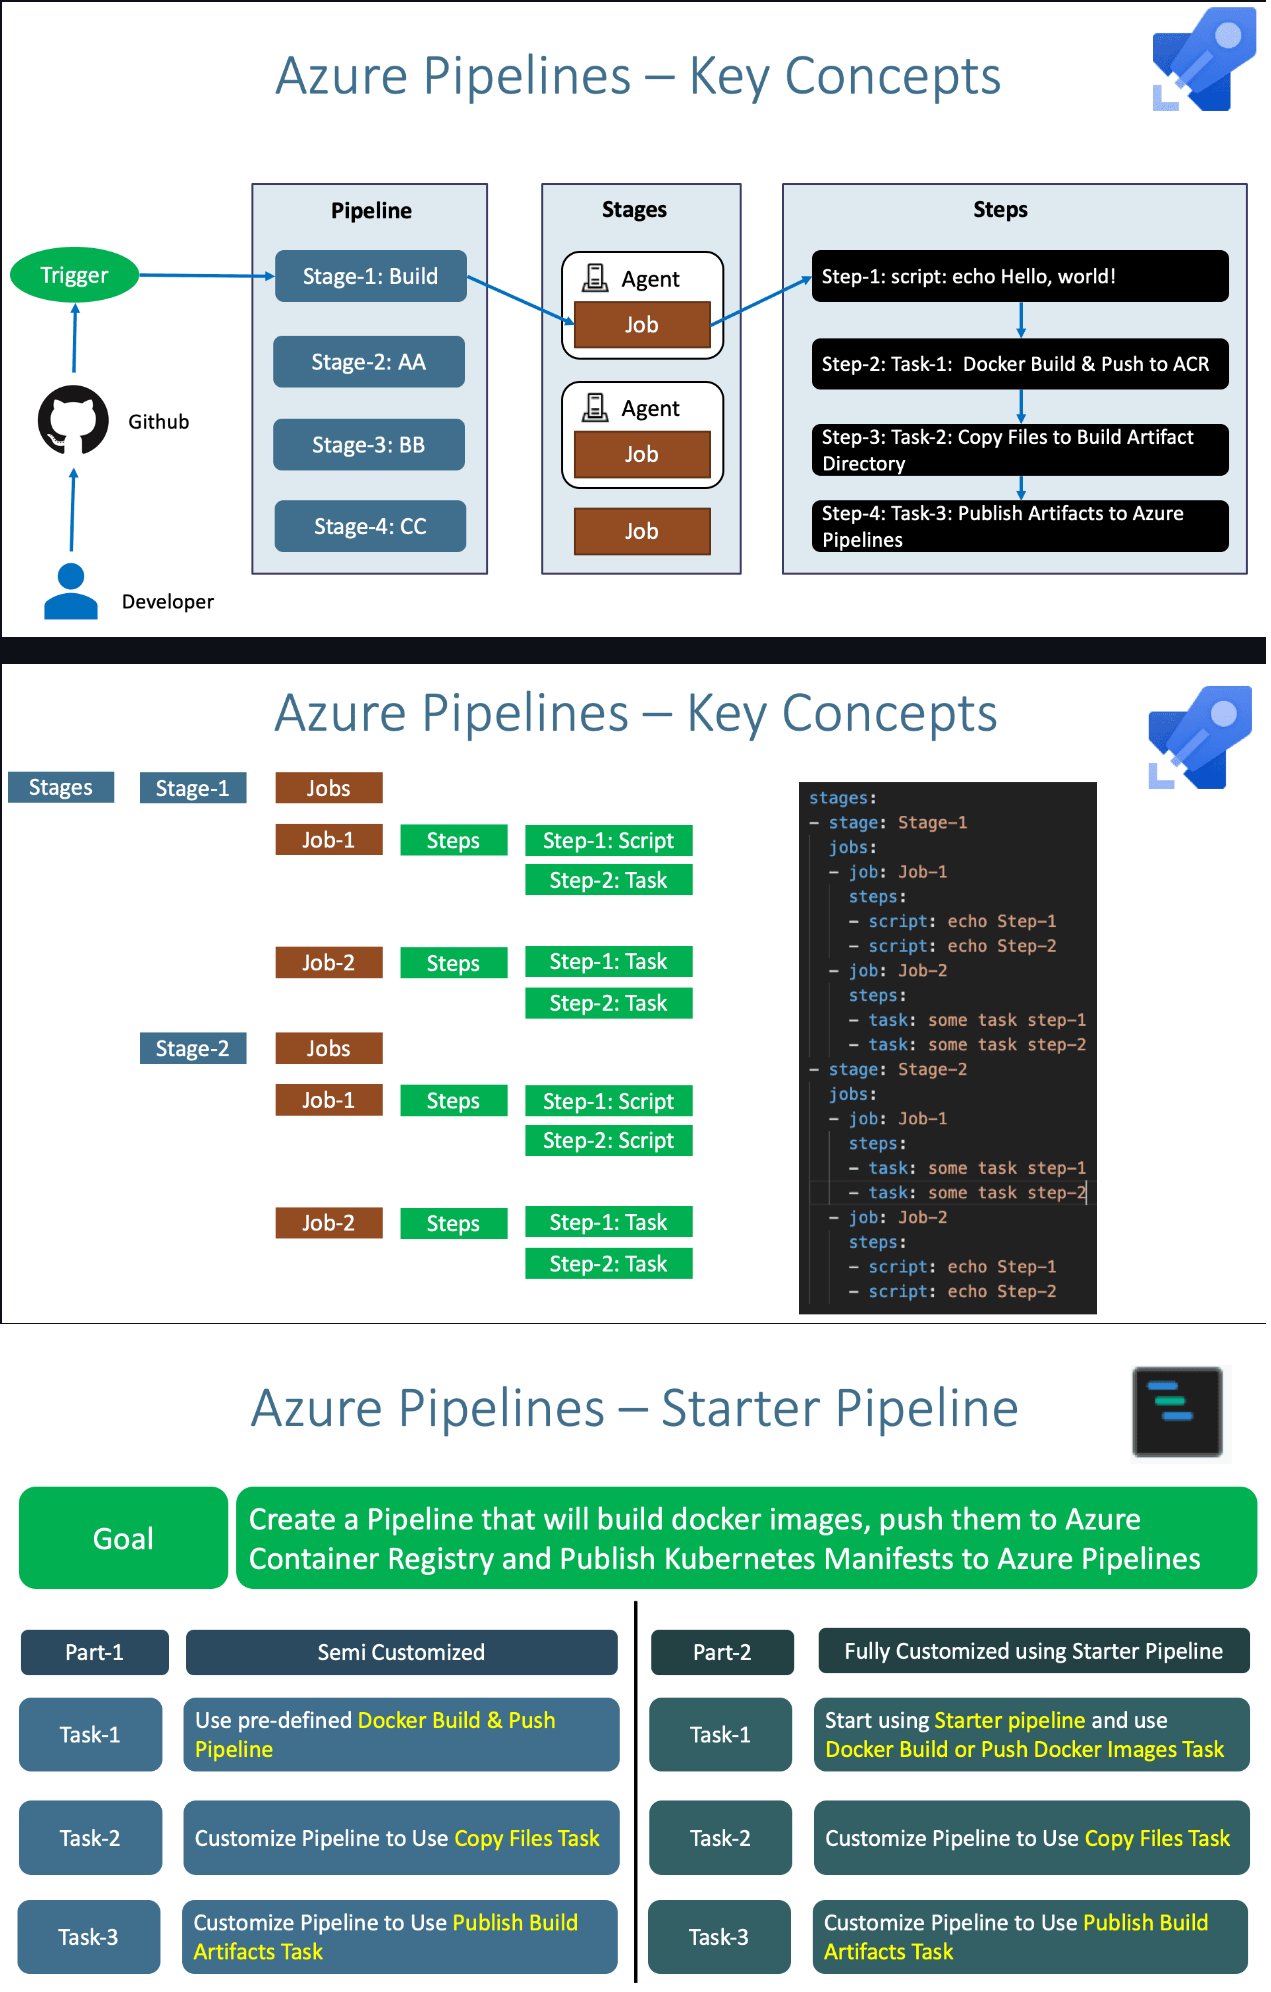 Azure Pipelines – Key Concepts
Pipeline
Stages
Steps
Trigger
Stage-1: Build
Agent
Job
Step-1: script: echo Hello, world!
Stage-2: AA
Step-2: Task-1:  Docker Build & Push to ACR
Github
Stage-3: BB
Agent
Job
Step-3: Task-2: Copy Files to Build Artifact
Directory
Stage-4: CC
Job
Step-4: Task-3: Publish Artifacts to Azure
Pipelines
Developer
Azure Pipelines – Key Concepts
Stages
Stage-1
Jobs
Job-1
Steps
Step-1: Script
Step-2: Task
Job-2
Steps
Step-1: Task
Step-2: Task
Stage-2
Jobs
Job-1
Steps
Step-1: Script
Step-2: Script
Job-2
Steps
Step-1: Task
Step-2: Task
stages:
- stage: Stage-1
jobs:
- job: Job-1
steps:
- script: echo Step-1
- script: echo Step-2
- job: Job-2
steps:
- task: some task step-1
- task: some task step-2
- stage: Stage-2
jobs:
- job: Job-1
steps:
- task: some task step-1
- task: some task step-2
- job: Job-2
steps:
- script: echo Step-1
- script: echo Step-2
Azure Pipelines – Starter Pipeline
Goal
Create a Pipeline that will build docker images, push them to Azure
Container Registry and Publish Kubernetes Manifests to Azure Pipelines
Part-1
Semi Customized
Task-1
Use pre-defined Docker Build & Push
Pipeline
Task-2
Customize Pipeline to Use Copy Files Task
Task-3
Customize Pipeline to Use Publish Build
Artifacts Task
Part-2
Fully Customized using Starter Pipeline
Task-1
Start using Starter pipeline and use
Docker Build or Push Docker Images Task
Task-2
Customize Pipeline to Use Copy Files Task
Task-3
Customize Pipeline to Use Publish Build
Artifacts Task